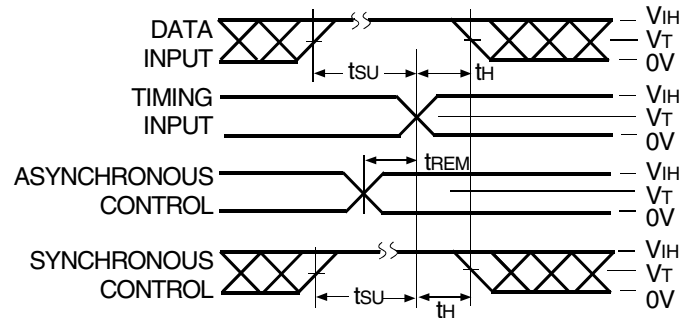 DATA
INPUT
tSU
tH
VIH
VT
0V
TIMING
INPUT
VIH
VT
0V
tREM
ASYNCHRONOUS
CONTROL
VIH
VT
0V
SYNCHRONOUS
CONTROL
tSU
tH
VIH
VT
0V